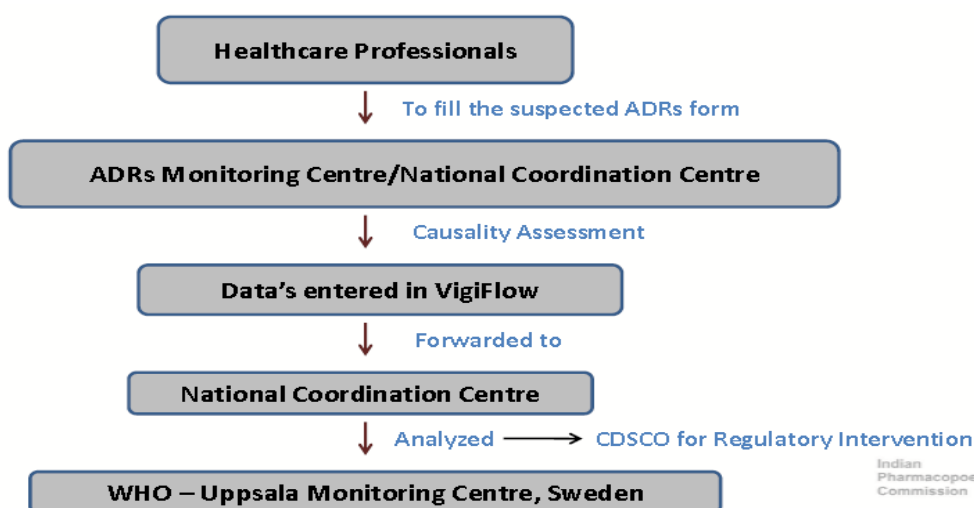 Healthcare Professionals
To fill the suspected ADRs form
ADRs Monitoring Centre/National Coordination Centre
Causality Assessment
Data's entered in VigiFlow
Forwarded to
National Coordination Centre
Analyzed
CDSCO for Regulatory Intervention
WHO – Uppsala Monitoring Centre, Sweden
Indian
Pharmacopoe
Commission